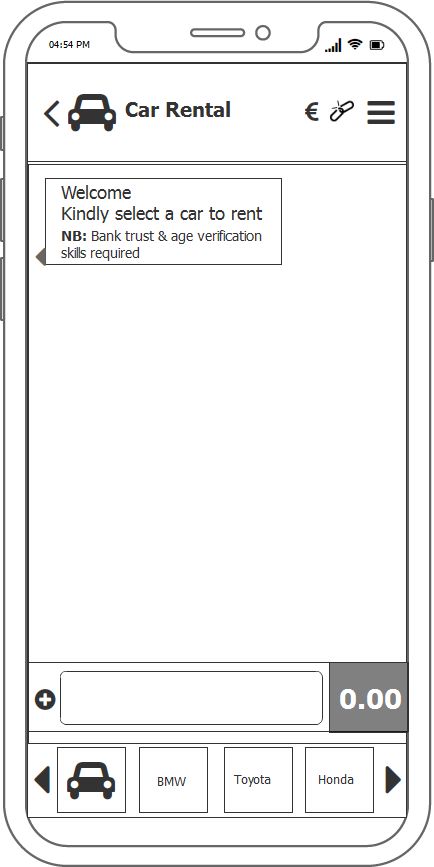 04:54 PM
Car Rental €
Welcome
Kindly select a car to rent
NB: Bank trust & age verification
skills required
0.00
BMW Toyota Honda